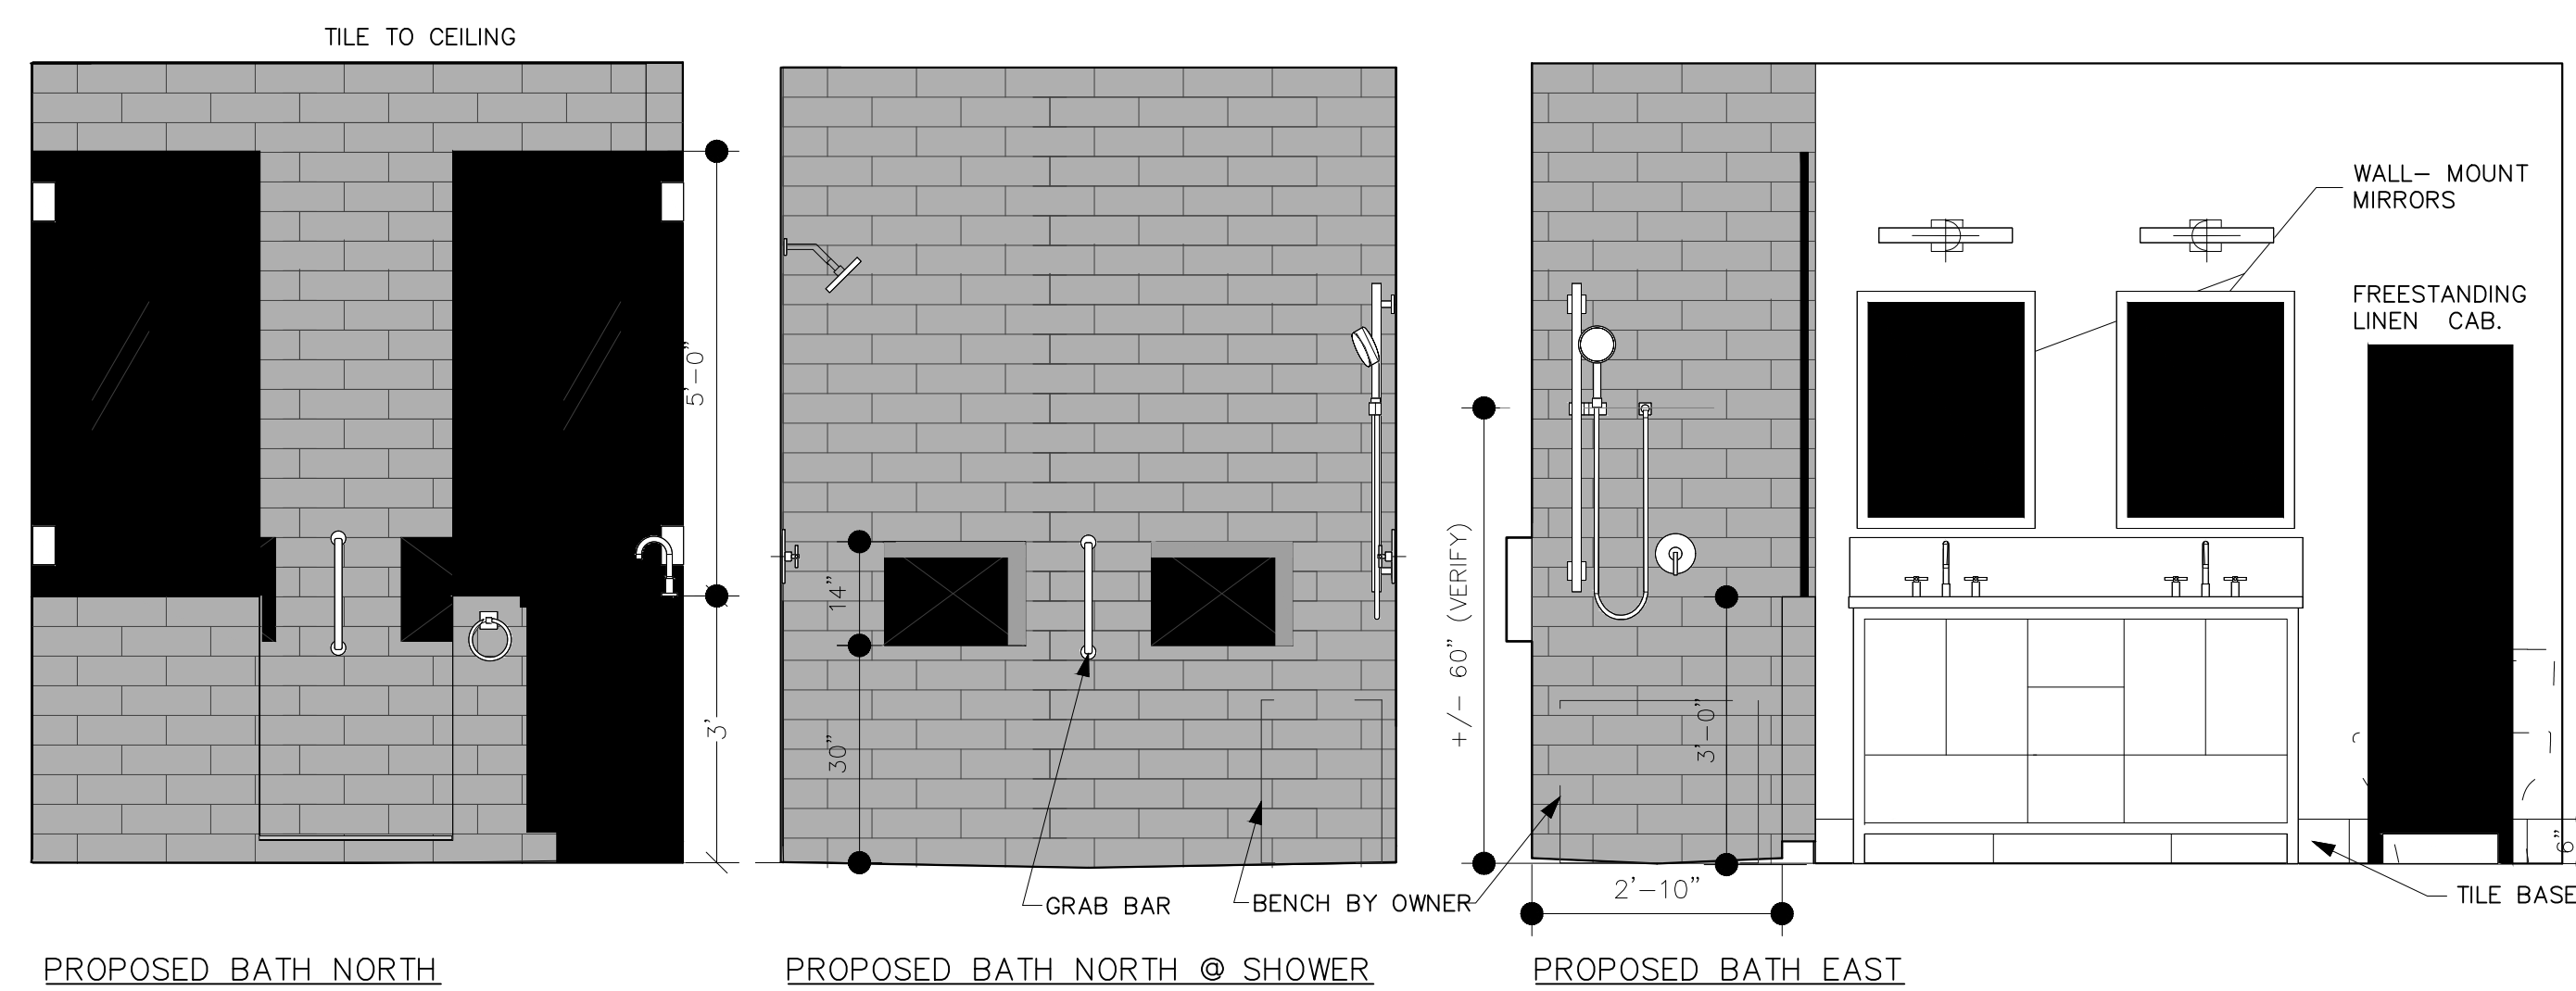 TILE TO CEILING
5'-0"
3'
PROPOSED BATH NORTH
14"
30"
GRAB BAR
BENCH BY OWNER
PROPOSED BATH NORTH @ SHOWER
+/- 60" (VERIFY)
3'-0"
2'-10"
WALL- MOUNT
MIRRORS
FREESTANDING
LINEN CAB.
6"
TILE BASE
PROPOSED BATH EAST